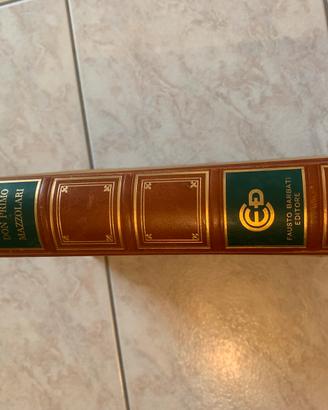 DON PRIMO
MAZZOLARI
FAUSTO BARBATI
EDITORE